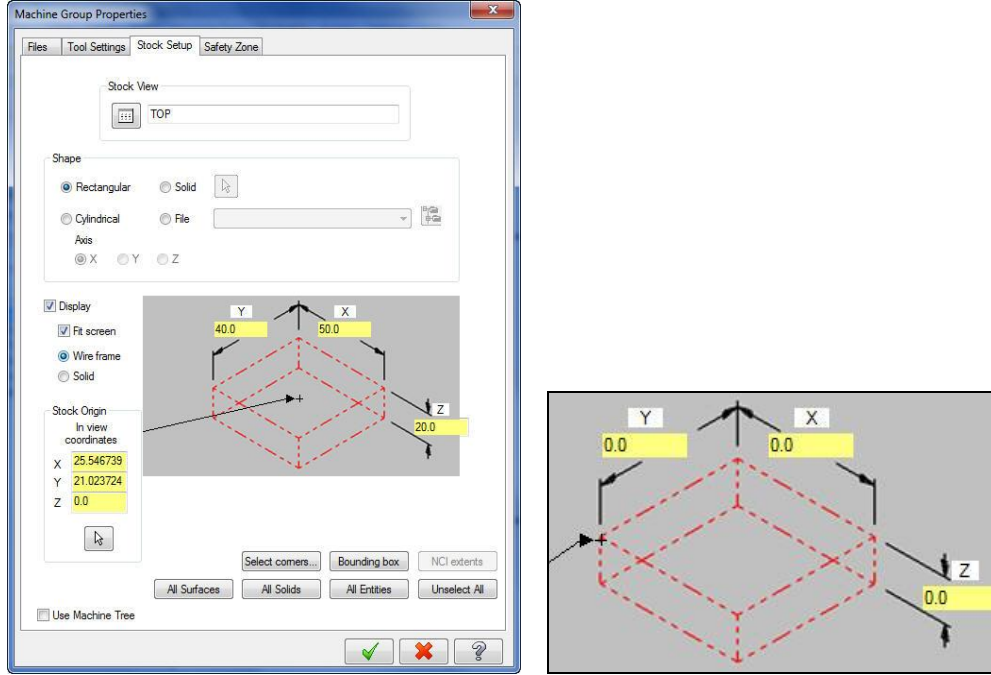 Machine Group Properties
Files Tool Settings Stock Setup Safety Zone
Stock View
TOP
Shape
Rectangular Solid
Cylindrical File
Axis
X Y Z
Display
Fit screen
Wire frame
Solid
Y X
40.0 50.0
Z
20.0
Stock Origin
In view
coordinates
X 25.546739
Y 21.023724
Z 0.0
Select corners... Bounding box NCI extents
All Surfaces All Solids All Entities Unselect All
Use Machine Tree
Y X
0.0 0.0
Z
0.0